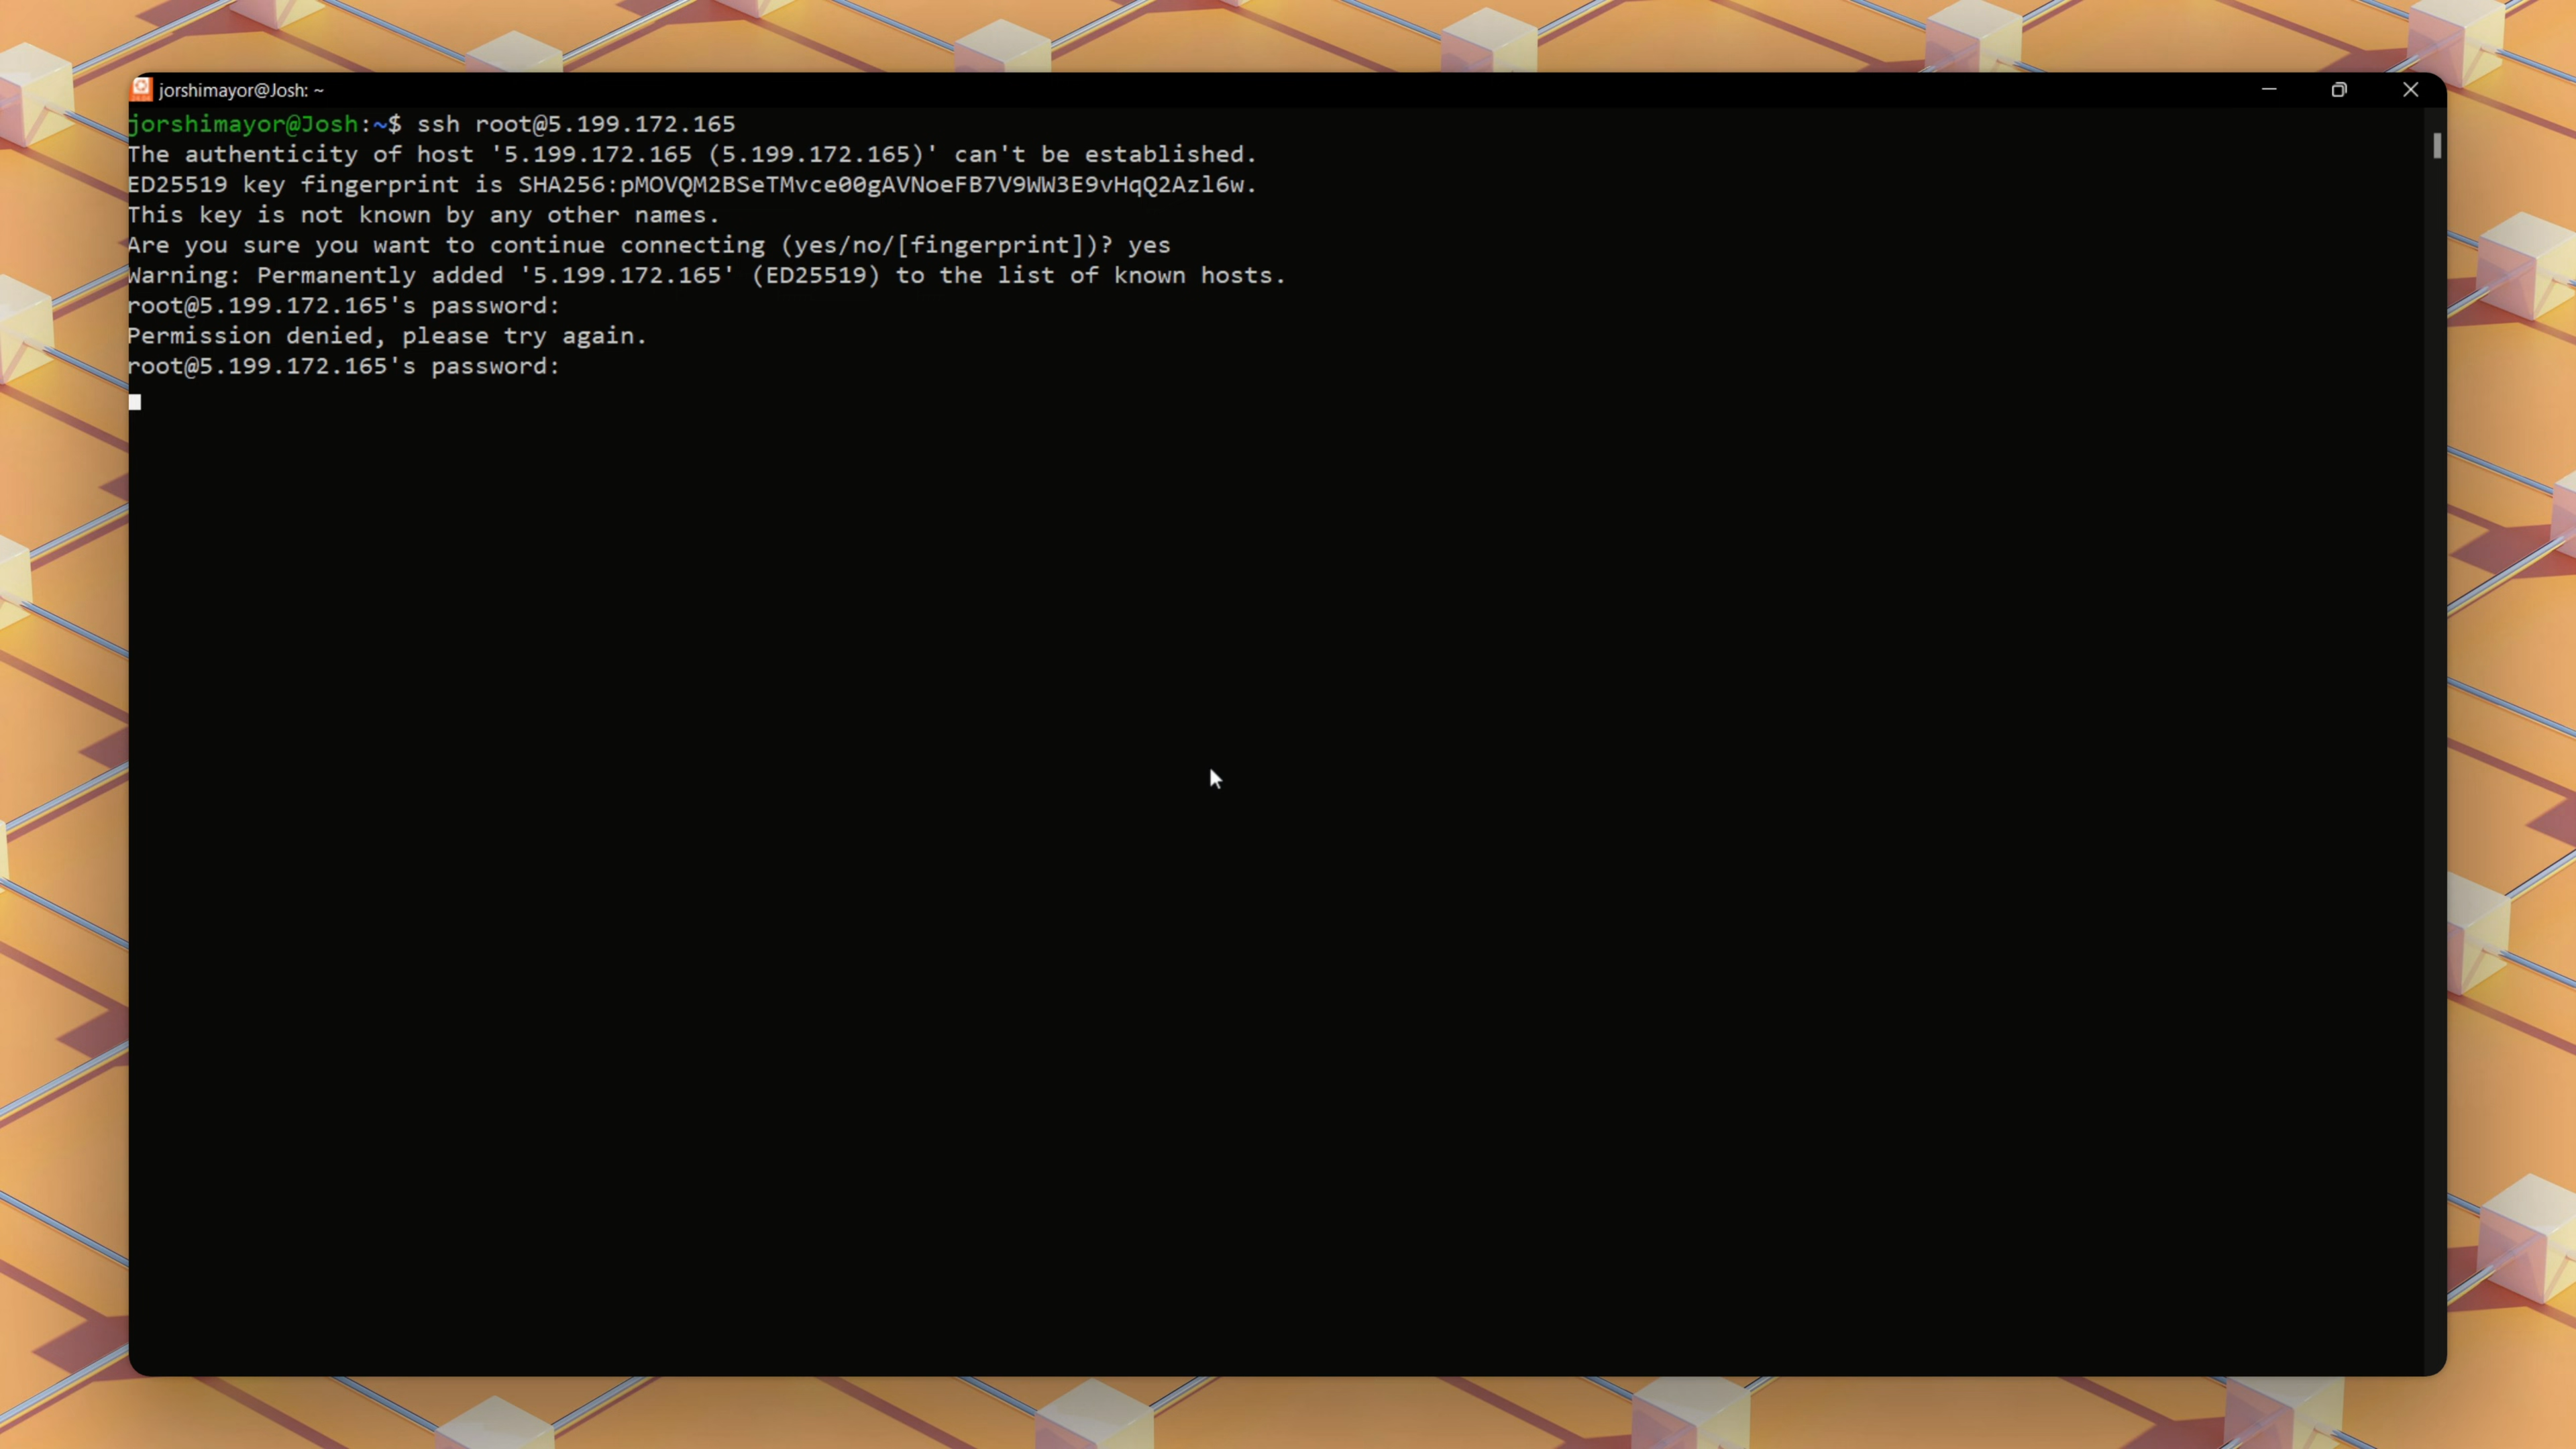 jorshimayor@Josh: ~
jorshimayor@Josh:~$ ssh root@5.199.172.165
The authenticity of host '5.199.172.165 (5.199.172.165)' can't be established.
ED25519 key fingerprint is SHA256:pMOVQM2BSeTMvce00gAVNoeFB7V9WW3E9vHqQ2Azl6w.
This key is not known by any other names.
Are you sure you want to continue connecting (yes/no/[fingerprint])? yes
Warning: Permanently added '5.199.172.165' (ED25519) to the list of known hosts.
root@5.199.172.165's password:
Permission denied, please try again.
root@5.199.172.165's password: